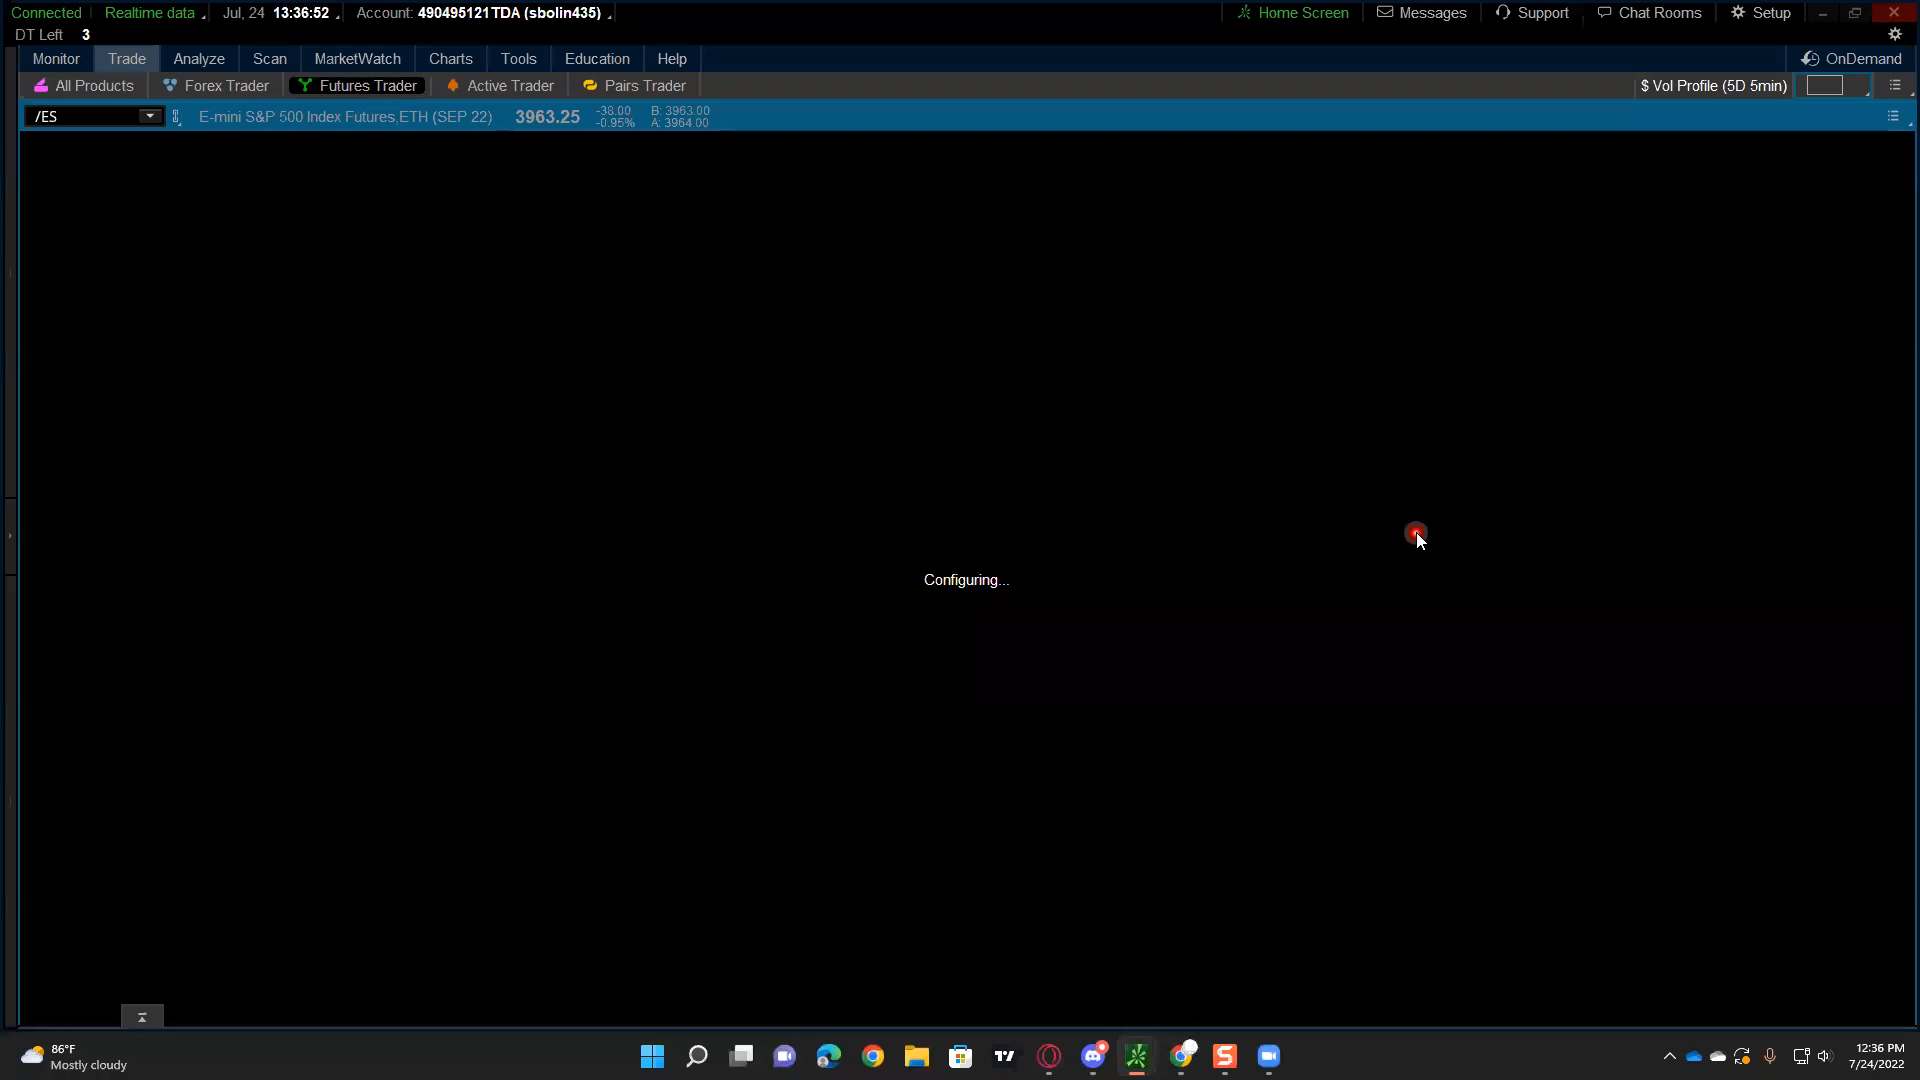 Connected Realtime data Jul, 24 13:36:52 Account: 490495121TDA (sbolin435) Home Screen Messages Support Chat Rooms Setup
DT Left 3
Monitor Trade Analyze Scan MarketWatch Charts Tools Education Help OnDemand
All Products Forex Trader Futures Trader Active Trader Pairs Trader $ Vol Profile (5D 5min)
/ES E-mini S&P 500 Index Futures,ETH (SEP 22) 3963.25 -38.00 B: 3963.00
-0.95% A: 3964.00
Configuring...
86°F 12:36 PM
Mostly cloudy 7/24/2022